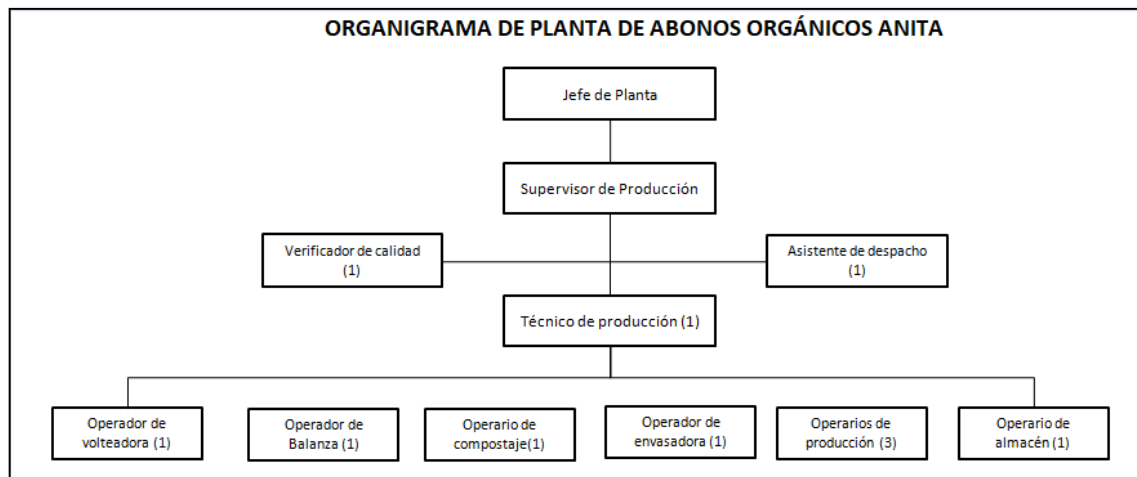 ORGANIGRAMA DE PLANTA DE ABONOS ORGÁNICOS ANITA
Jefe de Planta
Supervisor de Producción
Verificador de calidad
(1)
Asistente de despacho
(1)
Técnico de producción (1)
Operador de
volteadora (1)
Operador de
Balanza (1)
Operario de
compostaje(1)
Operador de
envasadora (1)
Operarios de
producción (3)
Operario de
almacén (1)